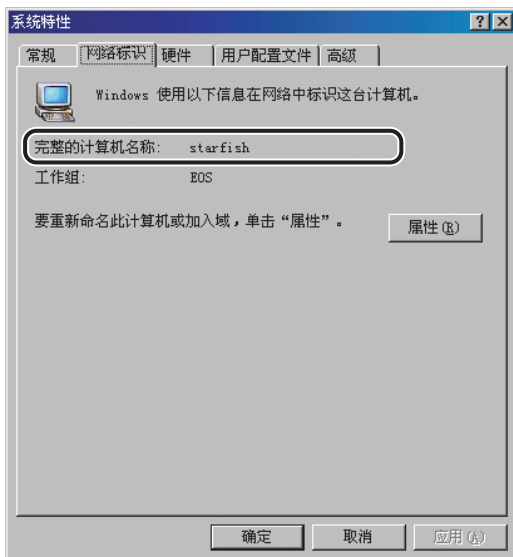 系统特性
常规 网络标识 硬件 用户配置文件 高级
Windows 使用以下信息在网络中标识这台计算机。
完整的计算机名称: starfish
工作组: EOS
要重新命名此计算机或加入域，单击“属性”。
属性(R)
确定 取消 应用(A)